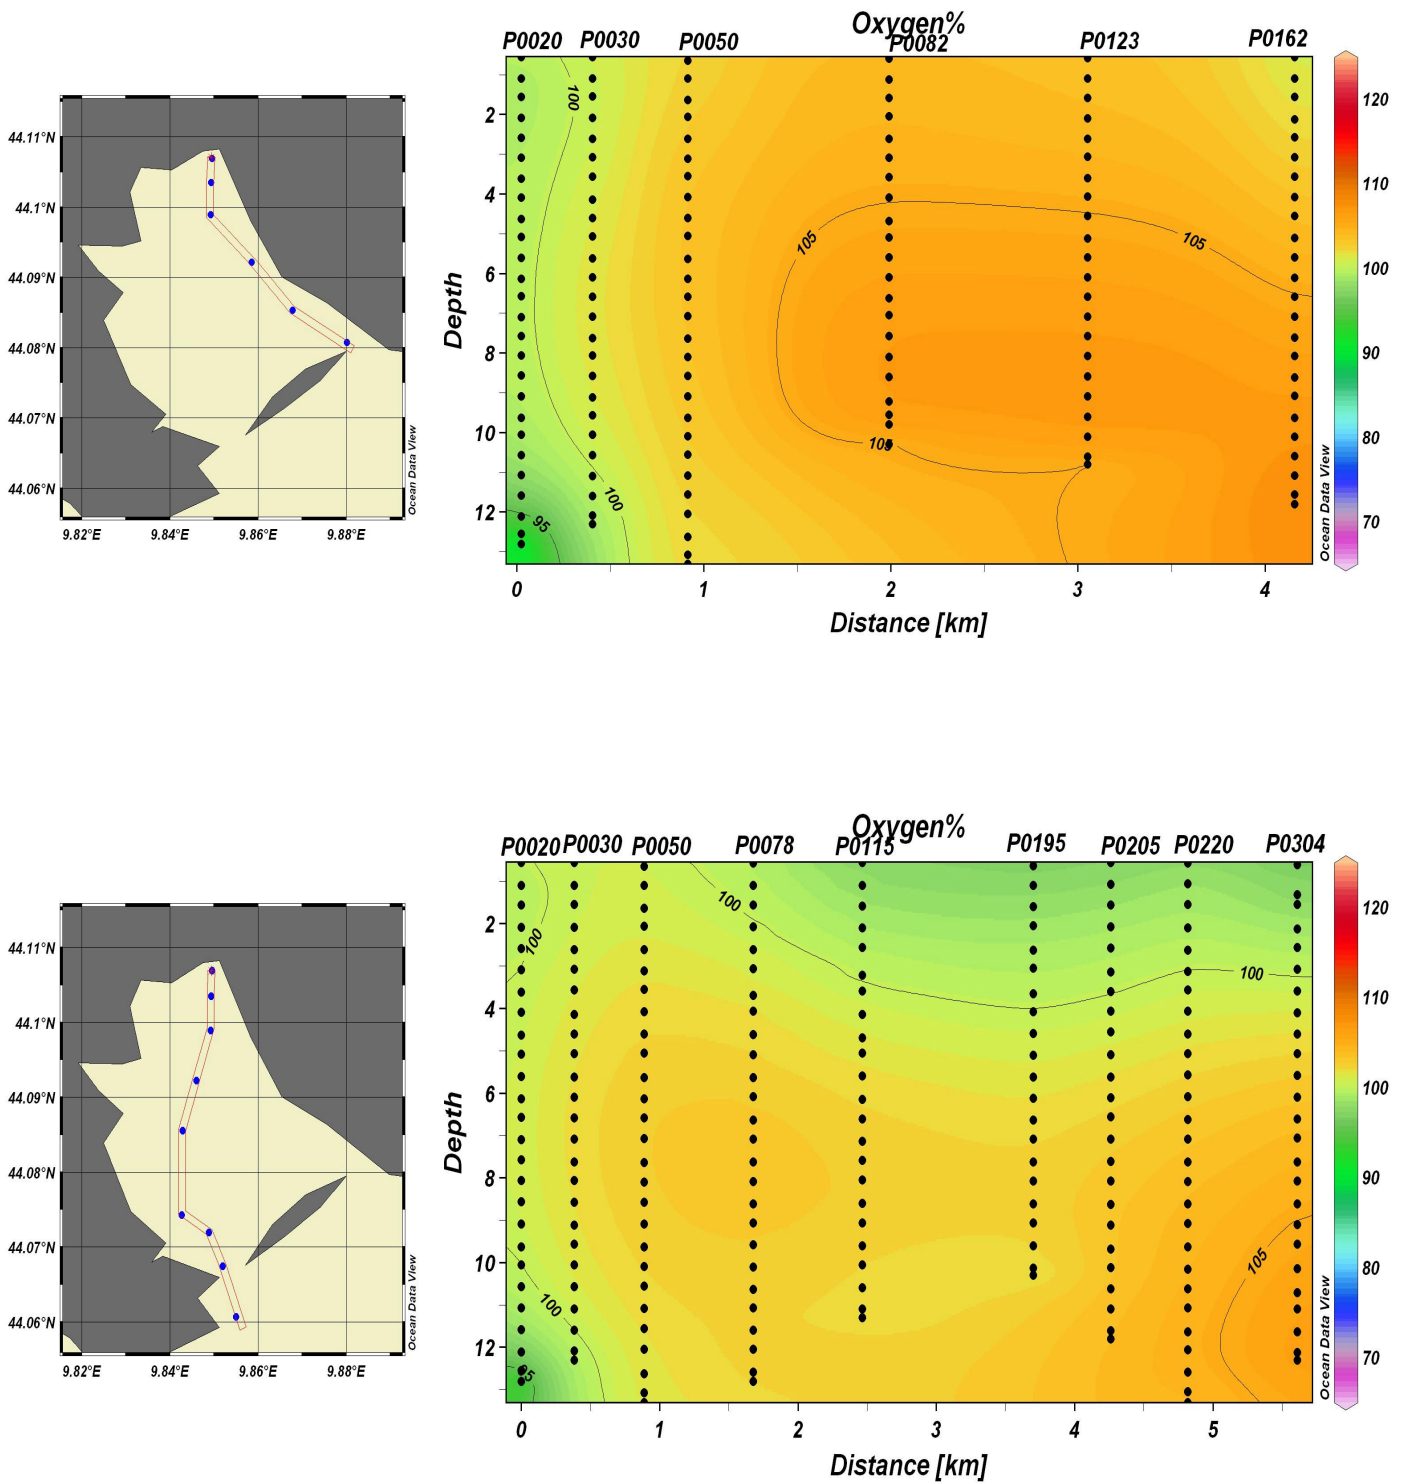 Oxygen%
P0020 P0030 P0050 P0082 P0123 P0162
44.11°N
44.1°N
44.09°N
44.08°N
44.07°N
44.06°N
9.82°E 9.84°E 9.86°E 9.88°E
Ocean Data View
Depth
2
4
6
8
10
12
100
105
105
105
100
95
0 1 2 3 4
Distance [km]
Ocean Data View
120
110
100
90
80
70
Oxygen%
P0020 P0030 P0050 P0078 P0115 P0195 P0205 P0220 P0304
44.11°N
44.1°N
44.09°N
44.08°N
44.07°N
44.06°N
9.82°E 9.84°E 9.86°E 9.88°E
Ocean Data View
Depth
2
4
6
8
10
12
100
100
100
105
100
95
0 1 2 3 4 5
Distance [km]
Ocean Data View
120
110
100
90
80
70